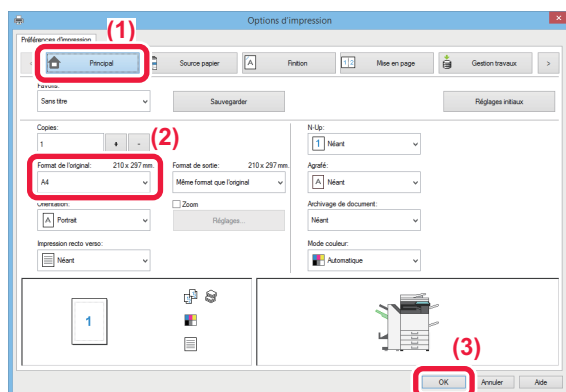 Options d'impression
(1)
Préférences d'impression
Principal
Source papier
Finition
Mise en page
Gestion travaux
Favoris:
Sans titre
Sauvegarder
Réglages initiaux
Copies:
1
+
-
(2)
N-Up:
1 Néant
Format de l'original: 210 x 297 mm.
A4
Format de sortie: 210 x 297 mm.
Même format que l'original
Agrafé:
A Néant
Orientation:
A Portrait
Zoom
Réglages...
Archivage de document:
Néant
Impression recto verso:
Néant
Mode couleur:
Automatique
1
(3)
OK
Annuler
Aide